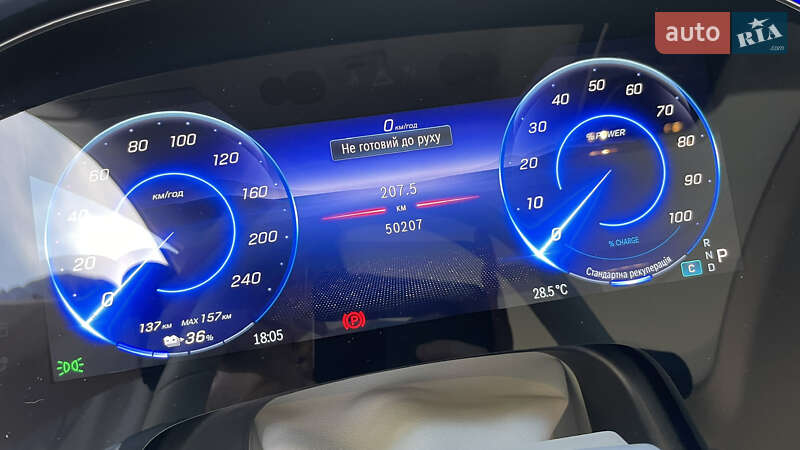 auto RIA.com
0 км/год
Не готовий до руху
207.5
км
50207
км/год
0
20
40
60
80
100
120
160
200
240
137 км MAX 157 км
36%
18:05
% POWER
0
10
20
30
40
50
60
70
80
90
100
% CHARGE
Стандартна рекуперація
C
R
N
D
P
28.5 °C
(P)